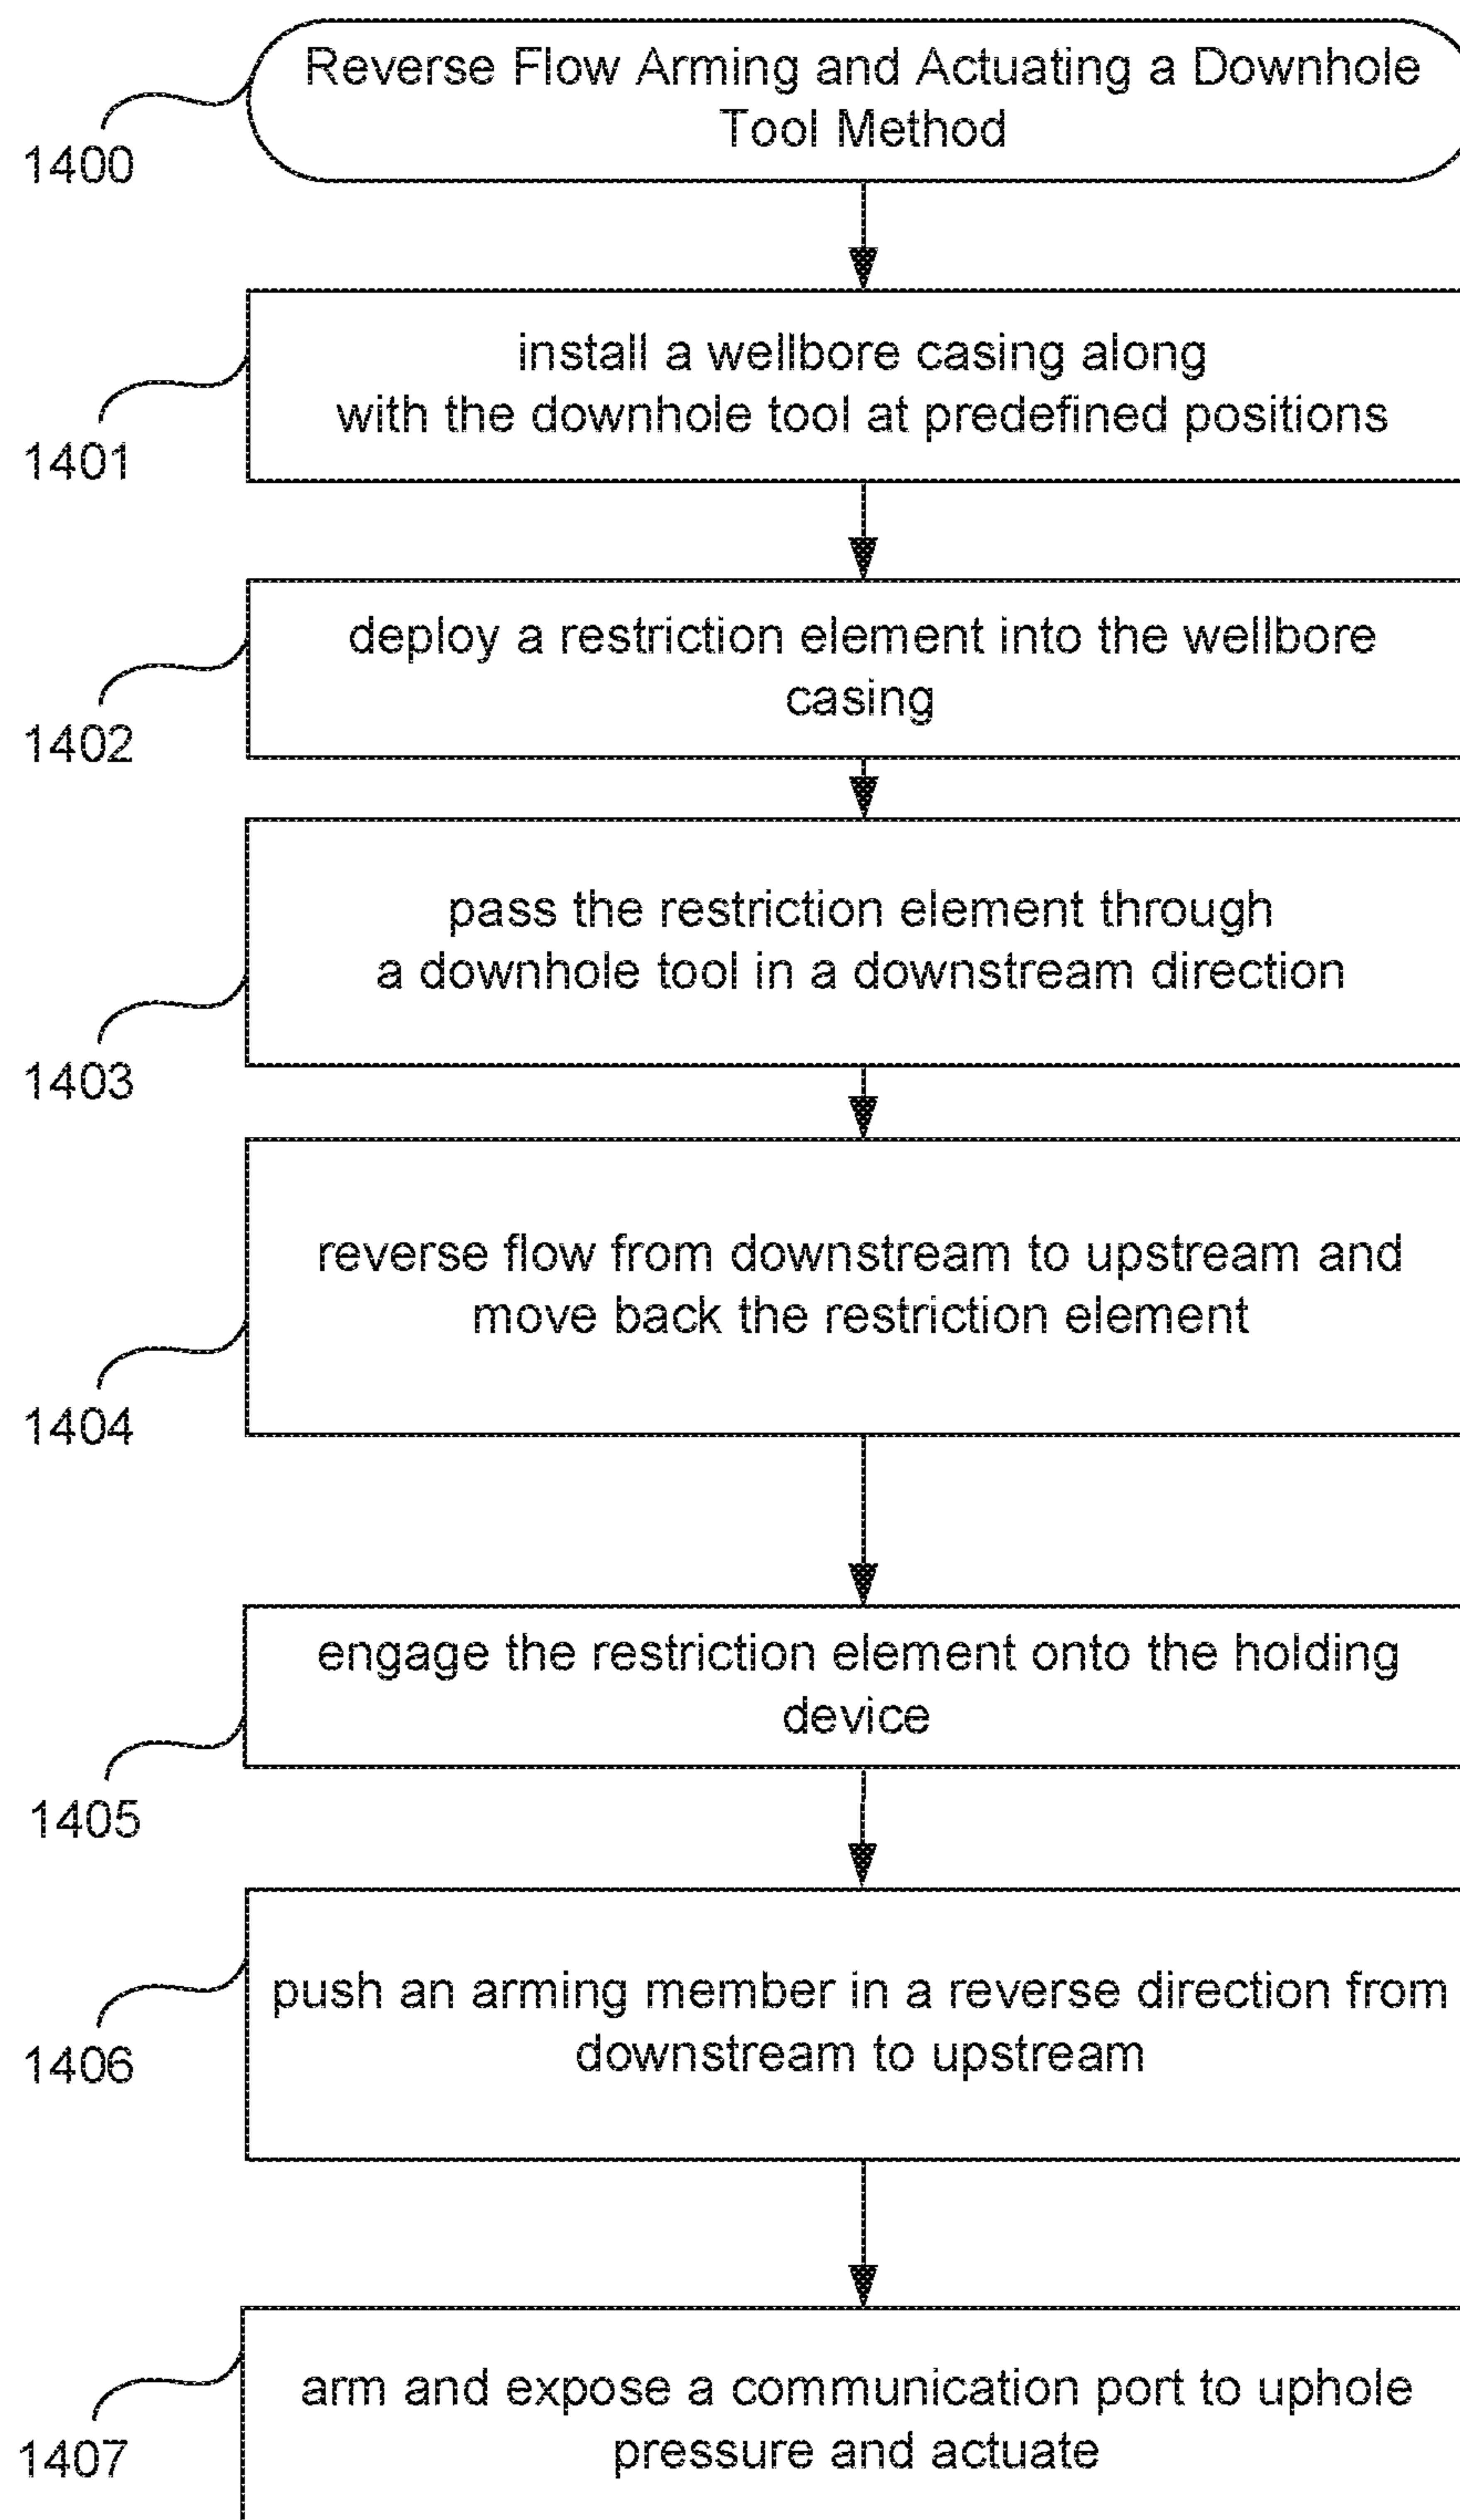 Reverse Flow Arming and Actuating a Downhole
Tool Method
1400
install a wellbore casing along
with the downhole tool at predefined positions
1401
deploy a restriction element into the wellbore
casing
1402
pass the restriction element through
a downhole tool in a downstream direction
1403
reverse flow from downstream to upstream and
move back the restriction element
1404
engage the restriction element onto the holding
device
1405
push an arming member in a reverse direction from
downstream to upstream
1406
arm and expose a communication port to uphole
pressure and actuate
1407